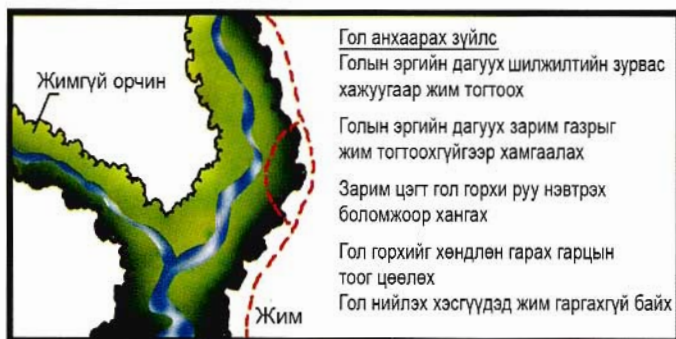 Гол анхаарах зүйлс
Голын эргийн дагуух шилжилтийн зурвас
хажуугаар жим тогтоох
Голын эргийн дагуух зарим газрыг
жим тогтоохгүйгээр хамгаалах
Зарим цэгт гол горхи руу нэвтрэх
боломжоор хангах
Гол горхийг хөндлөн гарах гарцын
тоог цөөлөх
Гол нийлэх хэсгүүдэд жим гаргахгүй байх
Жимгүй орчин
Жим